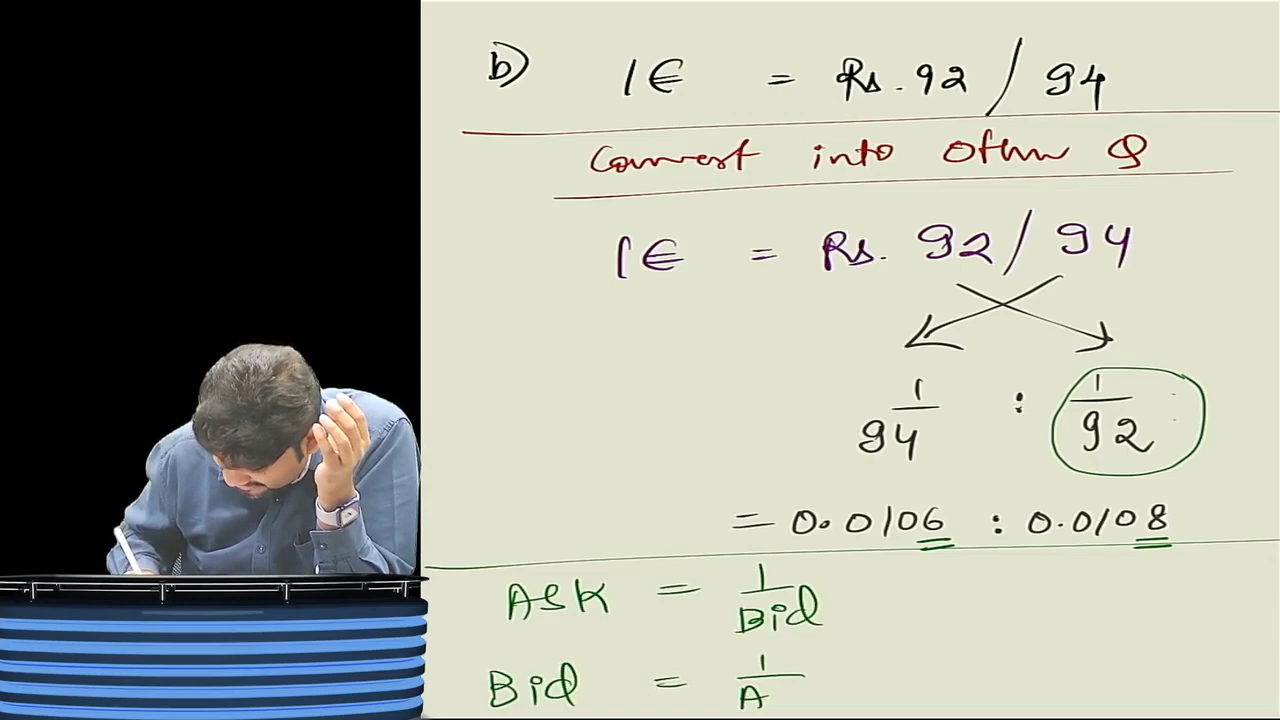 b) 1€ = Rs. 92 / 94
Convert into other Q
1€ = Rs. 92 / 94
1/94 : 1/92
= 0.0106 : 0.0108
ASK = 1/Bid
Bid = 1/A